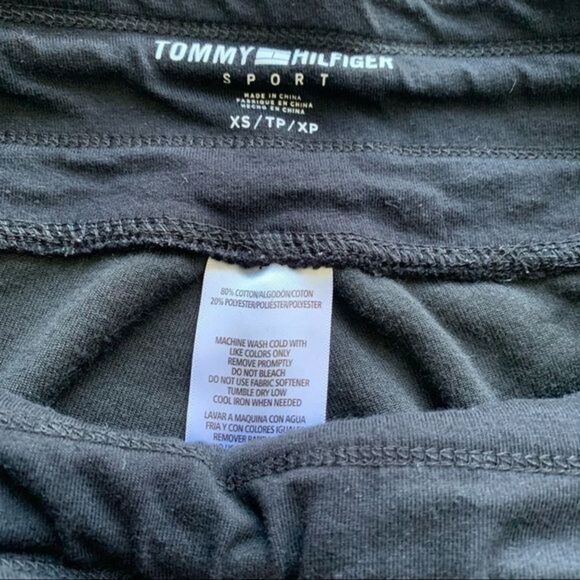 TOMMY HILFIGER
SPORT
MADE IN CHINA
FABRIQUÉ EN CHINE
HECHO EN CHINA
XS/TP/XP
80% COTTON/ALGODÓN/COTON
20% POLYESTER/POLIÉSTER/POLYESTER
MACHINE WASH COLD WITH
LIKE COLORS ONLY
REMOVE PROMPTLY
DO NOT BLEACH
DO NOT USE FABRIC SOFTENER
TUMBLE DRY LOW
COOL IRON WHEN NEEDED
LAVAR A MAQUINA CON AGUA
FRIA Y CON COLORES IGUALES
REMOVER